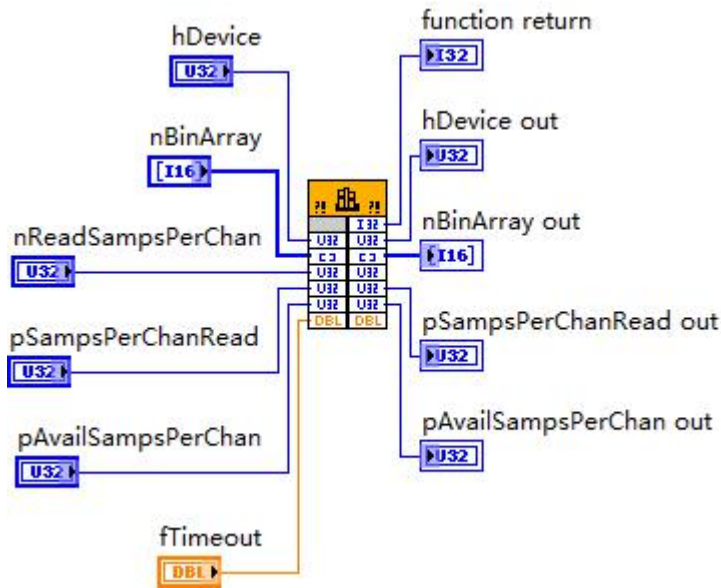 hDevice
U32
nBinArray
[I16]
nReadSampsPerChan
U32
pSampsPerChanRead
U32
pAvailSampsPerChan
U32
fTimeout
DBL
?! ?!
I32
U32 U32
U32 U32
U32 U32
U32 U32
DBL DBL
function return
I32
hDevice out
U32
nBinArray out
[I16]
pSampsPerChanRead out
U32
pAvailSampsPerChan out
U32